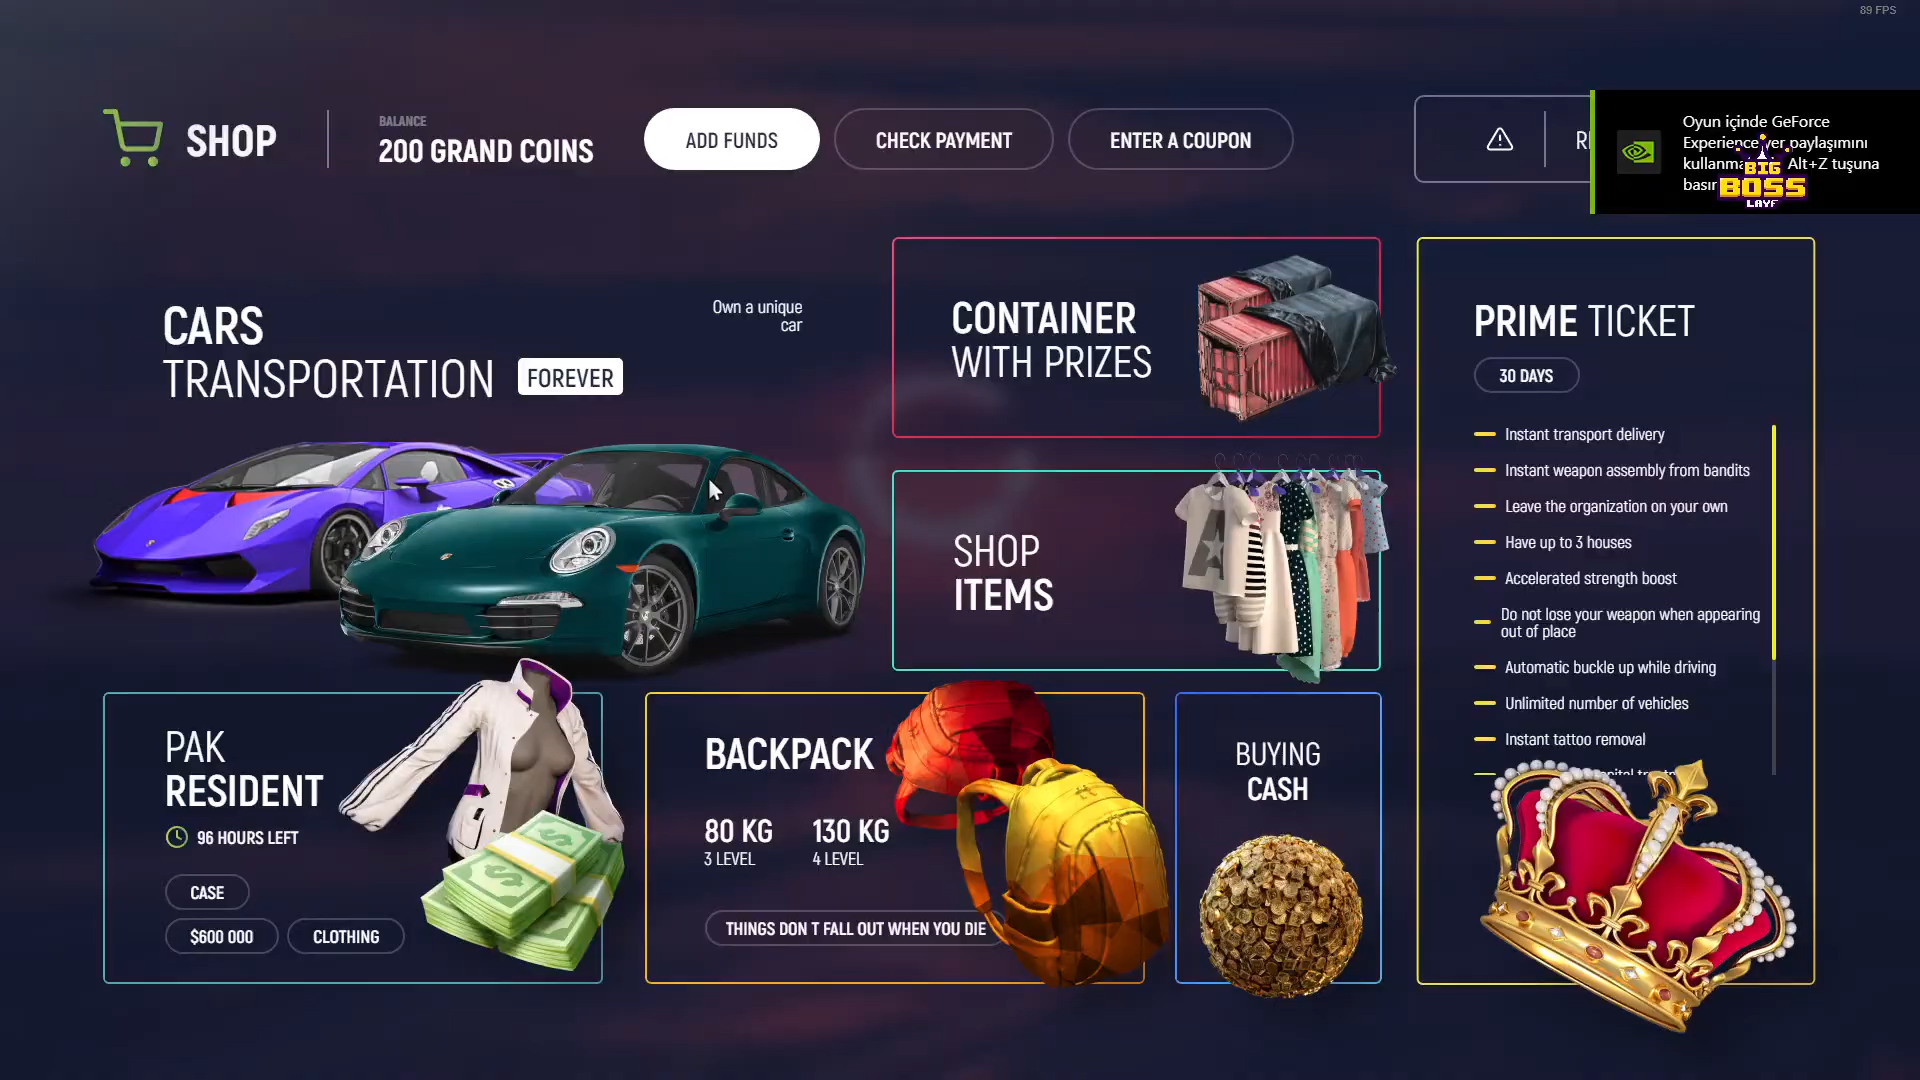 89 FPS
SHOP
BALANCE
200 GRAND COINS
ADD FUNDS
CHECK PAYMENT
ENTER A COUPON
Oyun içinde GeForce
Experience
paylaşımını
Alt+Z tuşuna
BIG
BOSS
LAYF
CARS
TRANSPORTATION
FOREVER
Own a unique
car
CONTAINER
WITH PRIZES
SHOP
ITEMS
PRIME TICKET
30 DAYS
Instant transport delivery
Instant weapon assembly from bandits
Leave the organization on your own
Have up to 3 houses
Accelerated strength boost
Do not lose your weapon when appearing
out of place
Automatic buckle up while driving
Unlimited number of vehicles
Instant tattoo removal
PAK
RESIDENT
96 HOURS LEFT
CASE
$600 000
CLOTHING
BACKPACK
80 KG
3 LEVEL
130 KG
4 LEVEL
THINGS DON T FALL OUT WHEN YOU DIE
BUYING
CASH